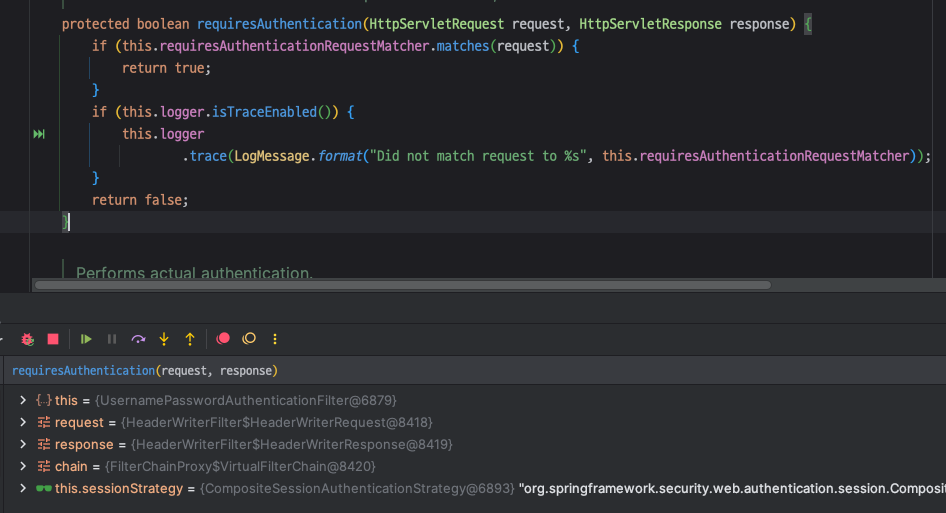 protected boolean requiresAuthentication(HttpServletRequest request, HttpServletResponse response) {
if (this.requiresAuthenticationRequestMatcher.matches(request)) {
return true;
}
if (this.logger.isTraceEnabled()) {
this.logger
.trace(LogMessage.format("Did not match request to %s", this.requiresAuthenticationRequestMatcher));
}
return false;
}
Performs actual authentication.
requiresAuthentication(request, response)
{..} this = {UsernamePasswordAuthenticationFilter@6879}
request = {HeaderWriterFilter$HeaderWriterRequest@8418}
response = {HeaderWriterFilter$HeaderWriterResponse@8419}
chain = {FilterChainProxy$VirtualFilterChain@8420}
this.sessionStrategy = {CompositeSessionAuthenticationStrategy@6893} "org.springframework.security.web.authentication.session.Composit